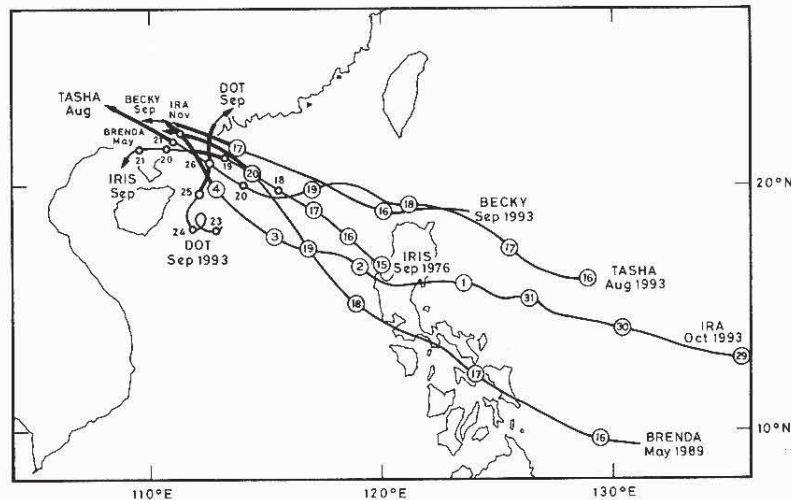 DOT
Sep
TASHA
Aug
BECKY
Sep
IRA
Nov
BRENDA
May
IRIS
Sep
17
21
21
20
26
19
20
18
20
19
18
16
BECKY
Sep 1993
20°N
25
4
17
24
23
DOT
Sep 1993
3
19
16
2
15
IRIS
Sep 1976
17
16
TASHA
Aug 1993
1
31
18
30
IRA
Oct 1993
29
17
16
BRENDA
May 1989
10°N
110°E
120°E
130°E